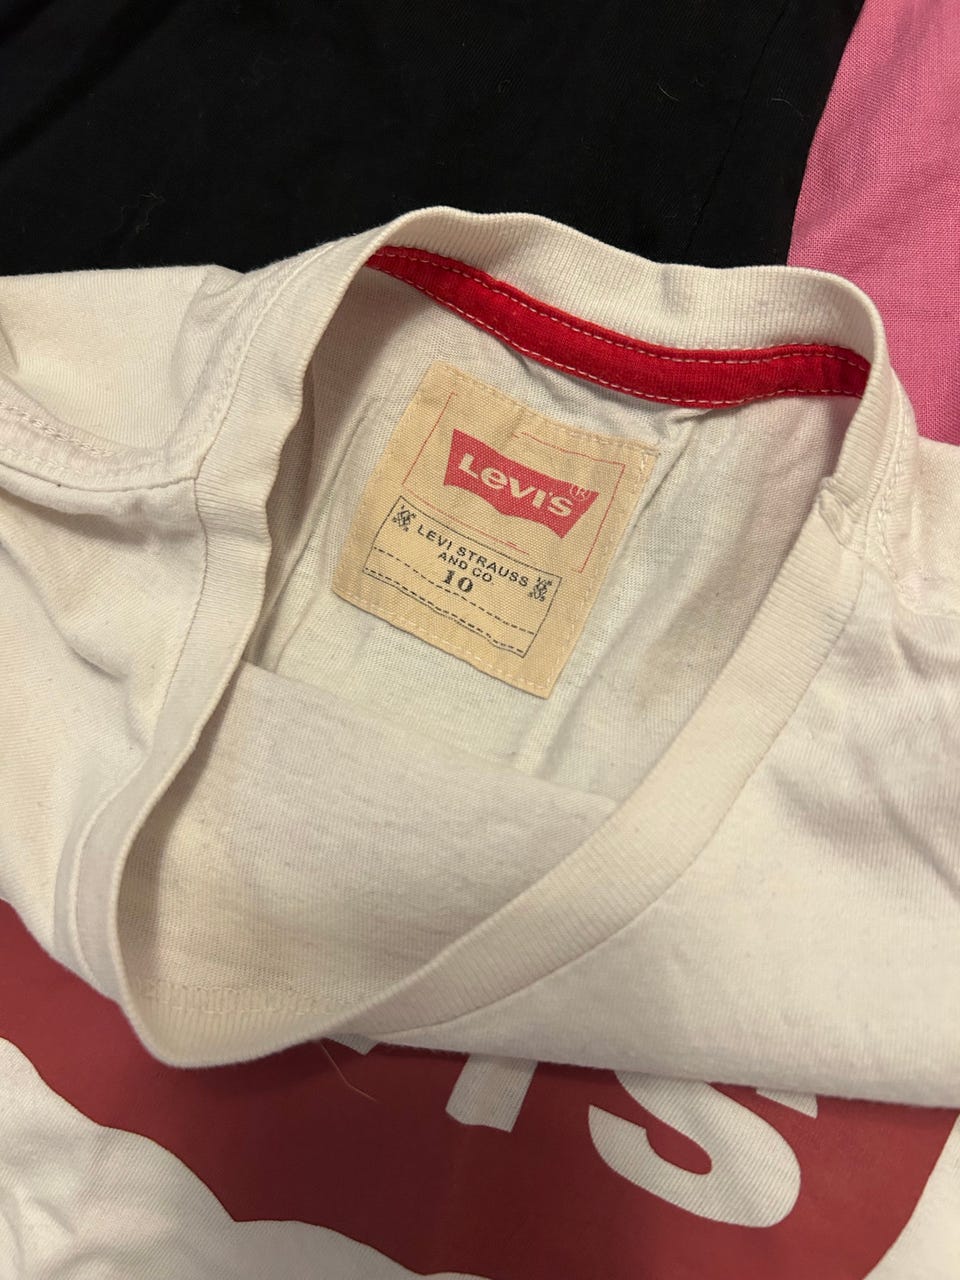 LEVI'S®
LEVI STRAUSS
AND CO
10
I'S